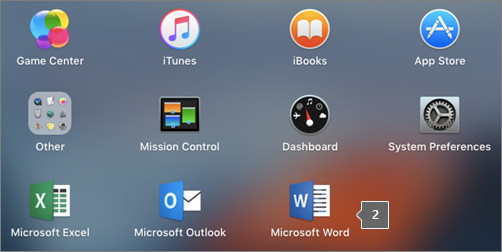 Game Center
iTunes
iBooks
App Store
Other
Mission Control
Dashboard
System Preferences
X
O
W
2
Microsoft Excel
Microsoft Outlook
Microsoft Word